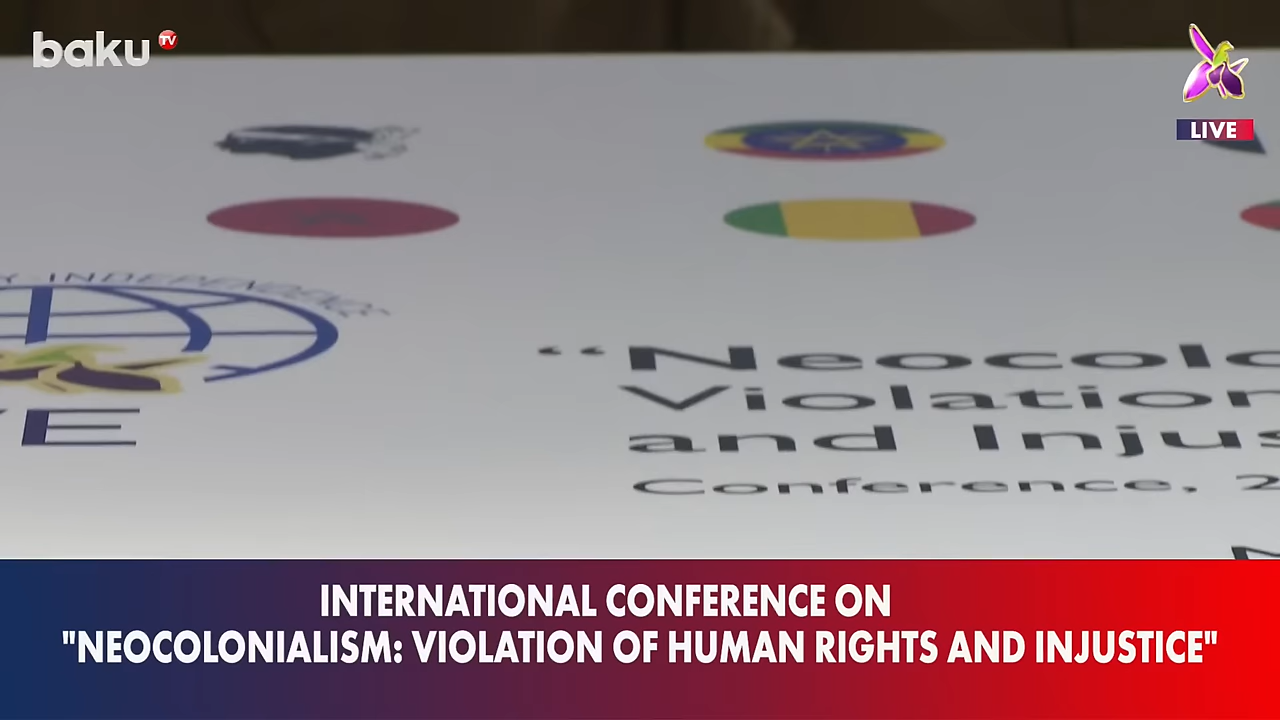 baku TV
LIVE
INDEPENDENCE
"Neocolo
Violation
and Injus
Conference, 2
INTERNATIONAL CONFERENCE ON
"NEOCOLONIALISM: VIOLATION OF HUMAN RIGHTS AND INJUSTICE"